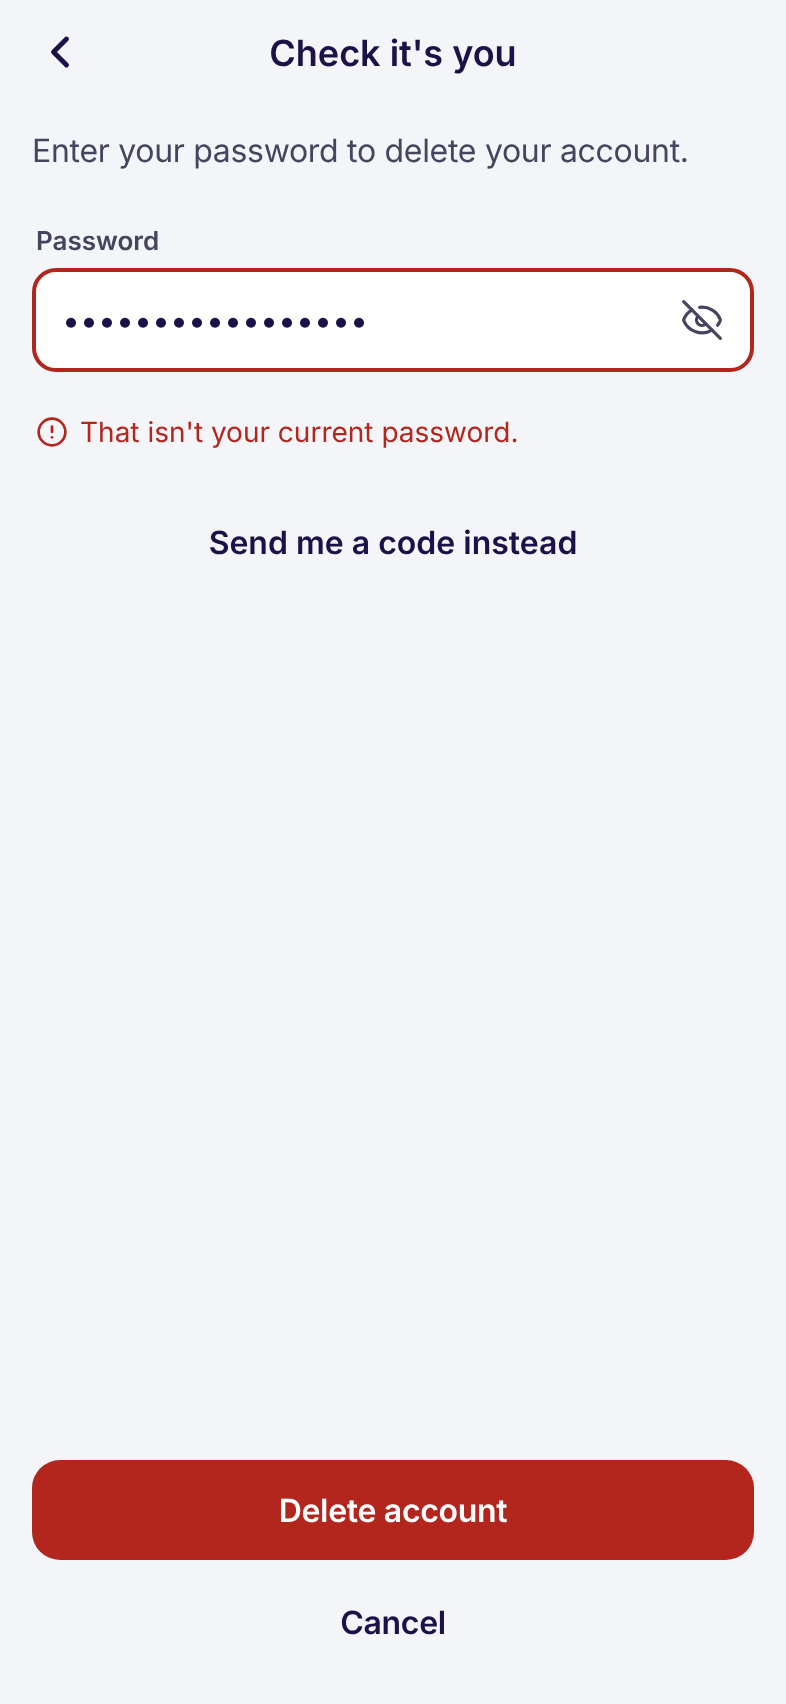 Check it's you
Enter your password to delete your account.
Password
•••••••••••••••••
That isn't your current password.
Send me a code instead
Delete account
Cancel